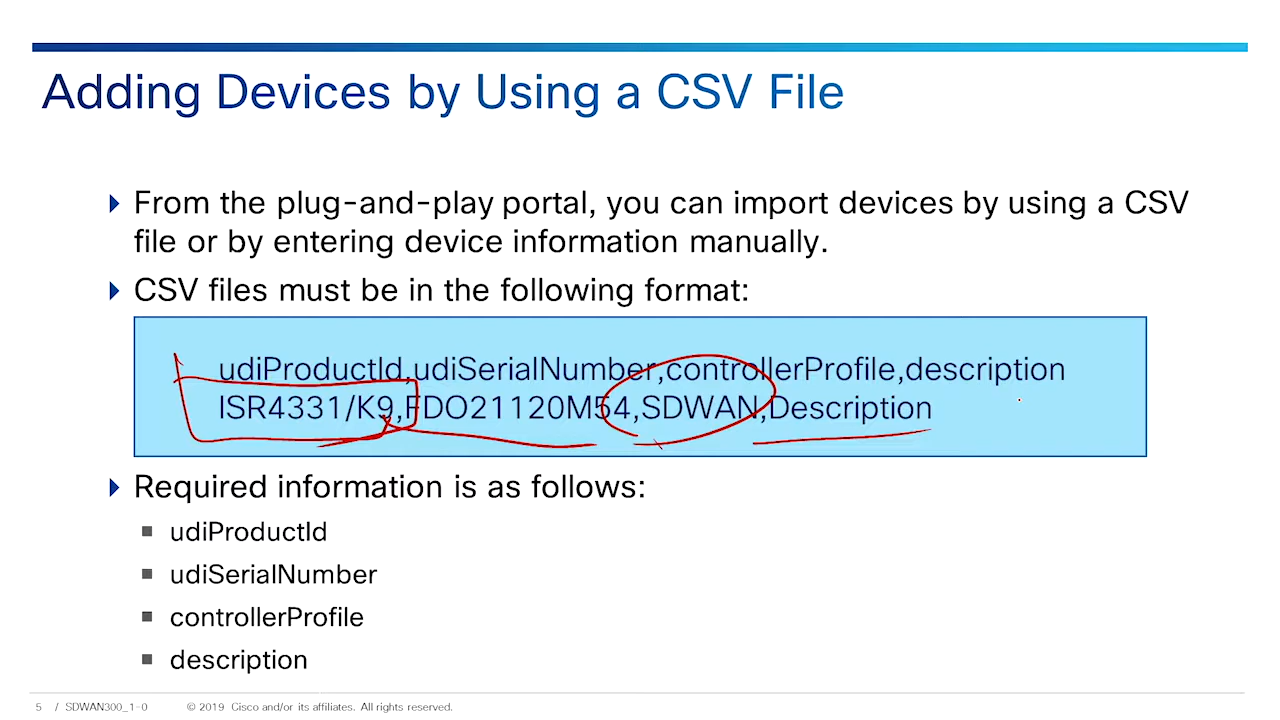 Adding Devices by Using a CSV File
From the plug-and-play portal, you can import devices by using a CSV
file or by entering device information manually.
CSV files must be in the following format:
udiProductId,udiSerialNumber,controllerProfile,description
ISR4331/K9,FDO21120M54,SDWAN,Description
Required information is as follows:
udiProductId
udiSerialNumber
controllerProfile
description
5 / SDWAN300_1-0 © 2019 Cisco and/or its affiliates. All rights reserved.